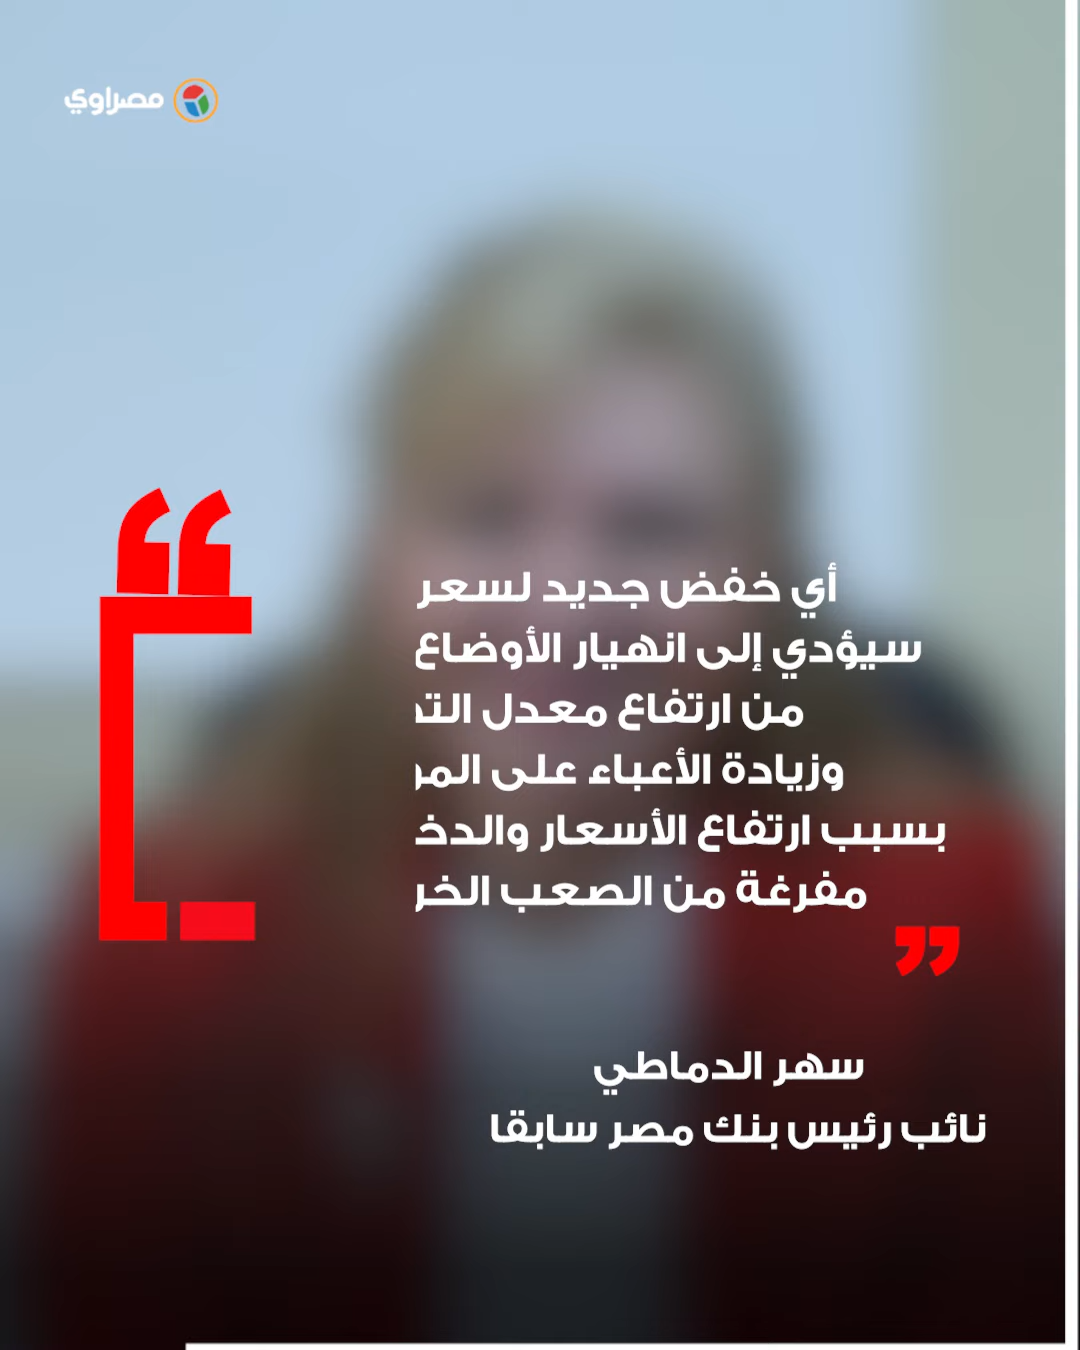 مصراوي
أي خفض جديد لسعر
سيؤدي إلى انهيار الأوضاع
من ارتفاع معدل
وزيادة الأعباء على
بسبب ارتفاع الأسعار
مفرغة من الصعب
سهر الدماطي
نائب رئيس بنك مصر سابقا